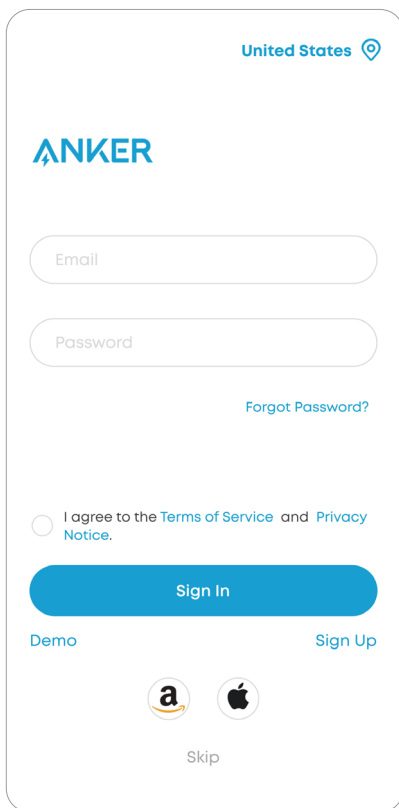 United States
ANKER
Email
Password
Forgot Password?
I agree to the Terms of Service and Privacy
Notice.
Sign In
Demo
Sign Up
a
Skip